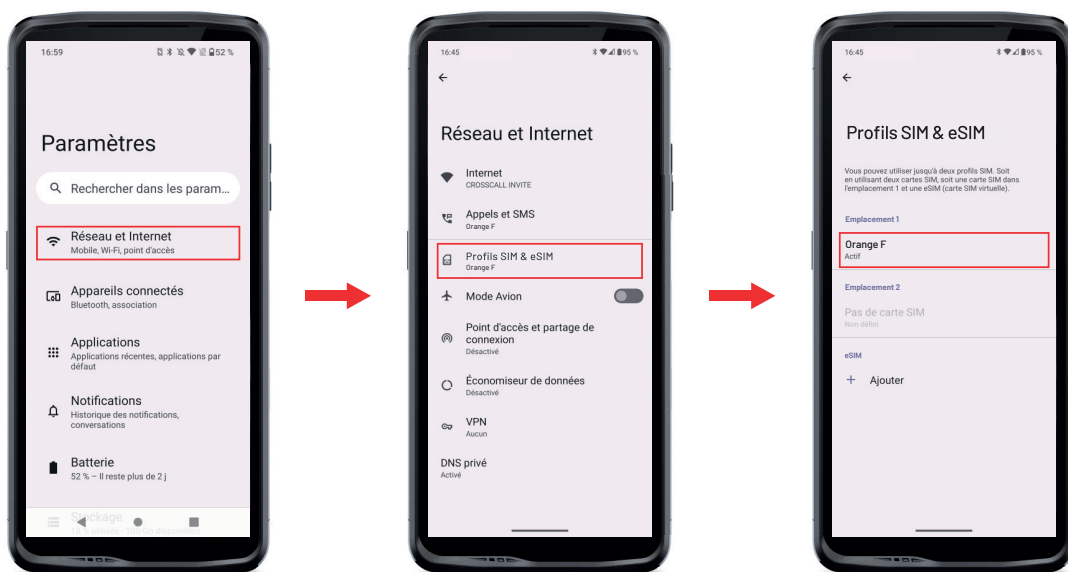 16:59
52 %
Paramètres
Rechercher dans les param...
Réseau et Internet
Mobile, Wi-Fi, point d'accès
Appareils connectés
Bluetooth, association
Applications
Applications récentes, applications par
défaut
Notifications
Historique des notifications,
conversations
Batterie
52 % – Il reste plus de 2 j
Stockage
16:45
95 %
Réseau et Internet
Internet
CROSSCALL INVITE
Appels et SMS
Orange F
Profils SIM & eSIM
Orange F
Mode Avion
Point d'accès et partage de
connexion
Désactivé
Économiseur de données
Désactivé
VPN
Aucun
DNS privé
Activé
16:45
95 %
Profils SIM & eSIM
Vous pouvez utiliser jusqu'à deux profils SIM. Soit
en utilisant deux cartes SIM, soit une carte SIM dans
l'emplacement 1 et une eSIM (carte SIM virtuelle).
Emplacement 1
Orange F
Actif
Emplacement 2
Pas de carte SIM
Non défini
eSIM
+ Ajouter